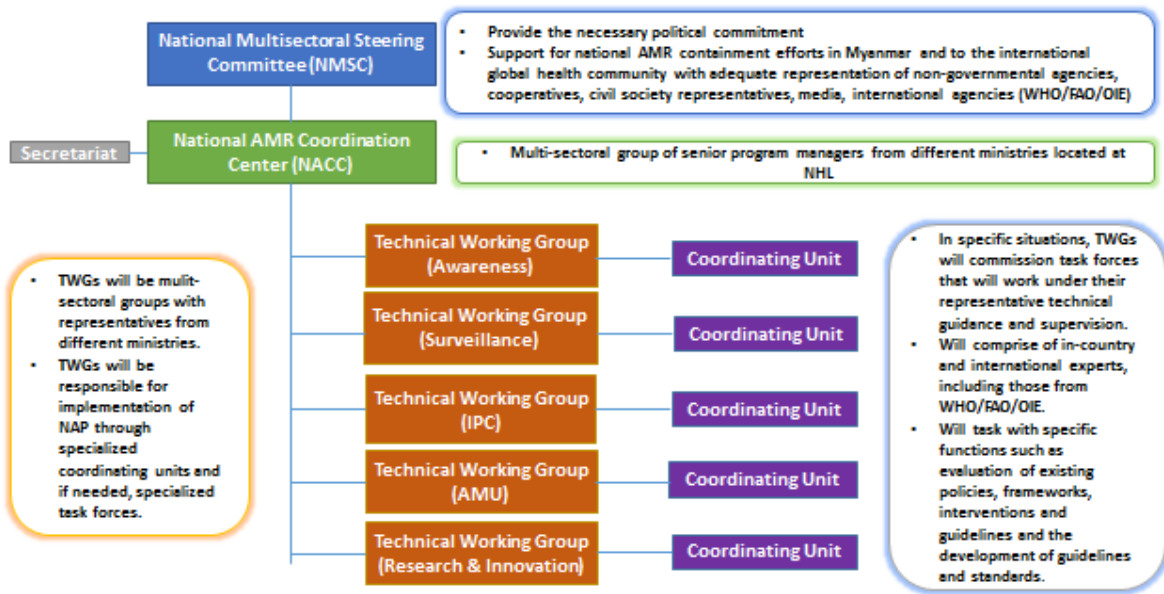 National Multisectoral Steering
Committee (NMSC)
• Provide the necessary political commitment
• Support for national AMR containment efforts in Myanmar and to the international
global health community with adequate representation of non-governmental agencies,
cooperatives, civil society representatives, media, international agencies (WHO/FAO/OIE)
Secretariat
National AMR Coordination
Center (NACC)
• Multi-sectoral group of senior program managers from different ministries located at
NHL
• TWGs will be mulit-
sectoral groups with
representatives from
different ministries.
• TWGs will be
responsible for
implementation of
NAP through
specialized
coordinating units and
if needed, specialized
task forces.
Technical Working Group
(Awareness)
Coordinating Unit
Technical Working Group
(Surveillance)
Coordinating Unit
Technical Working Group
(IPC)
Coordinating Unit
Technical Working Group
(AMU)
Coordinating Unit
Technical Working Group
(Research & Innovation)
Coordinating Unit
• In specific situations, TWGs
will commission task forces
that will work under their
representative technical
guidance and supervision.
• Will comprise of in-country
and international experts,
including those from
WHO/FAO/OIE.
• Will task with specific
functions such as
evaluation of existing
policies, frameworks,
interventions and
guidelines and the
development of guidelines
and standards.